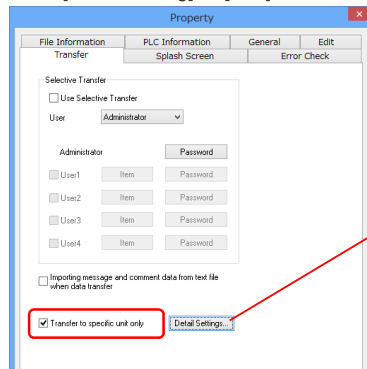 Property
File Information PLC Information General Edit
Transfer Splash Screen Error Check
Selective Transfer
Use Selective Transfer
User Administrator
Administrator Password
User1 Item Password
User2 Item Password
User3 Item Password
User4 Item Password
Importing message and comment data from text file
when data transfer
Transfer to specific unit only Detail Settings...